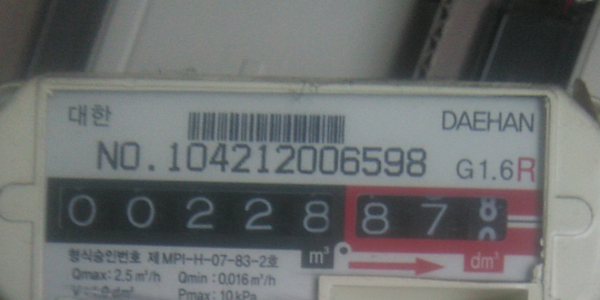 대한 DAEHAN
NO.104212006598 G1.6R
00228 878
m³ dm³
형식승인번호 제 MPI-H-07-83-2호
Qmax: 2.5 m³/h Qmin : 0.016 m³/h
Pmax: 10 kPa